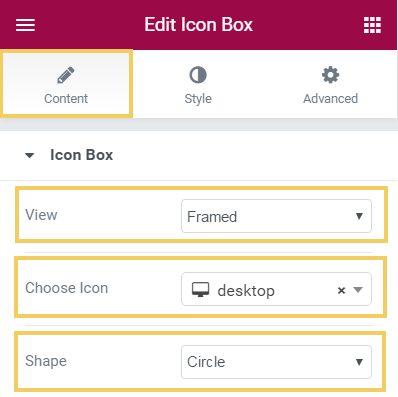 Edit Icon Box
Content Style Advanced
Icon Box
View Framed
Choose Icon desktop
Shape Circle